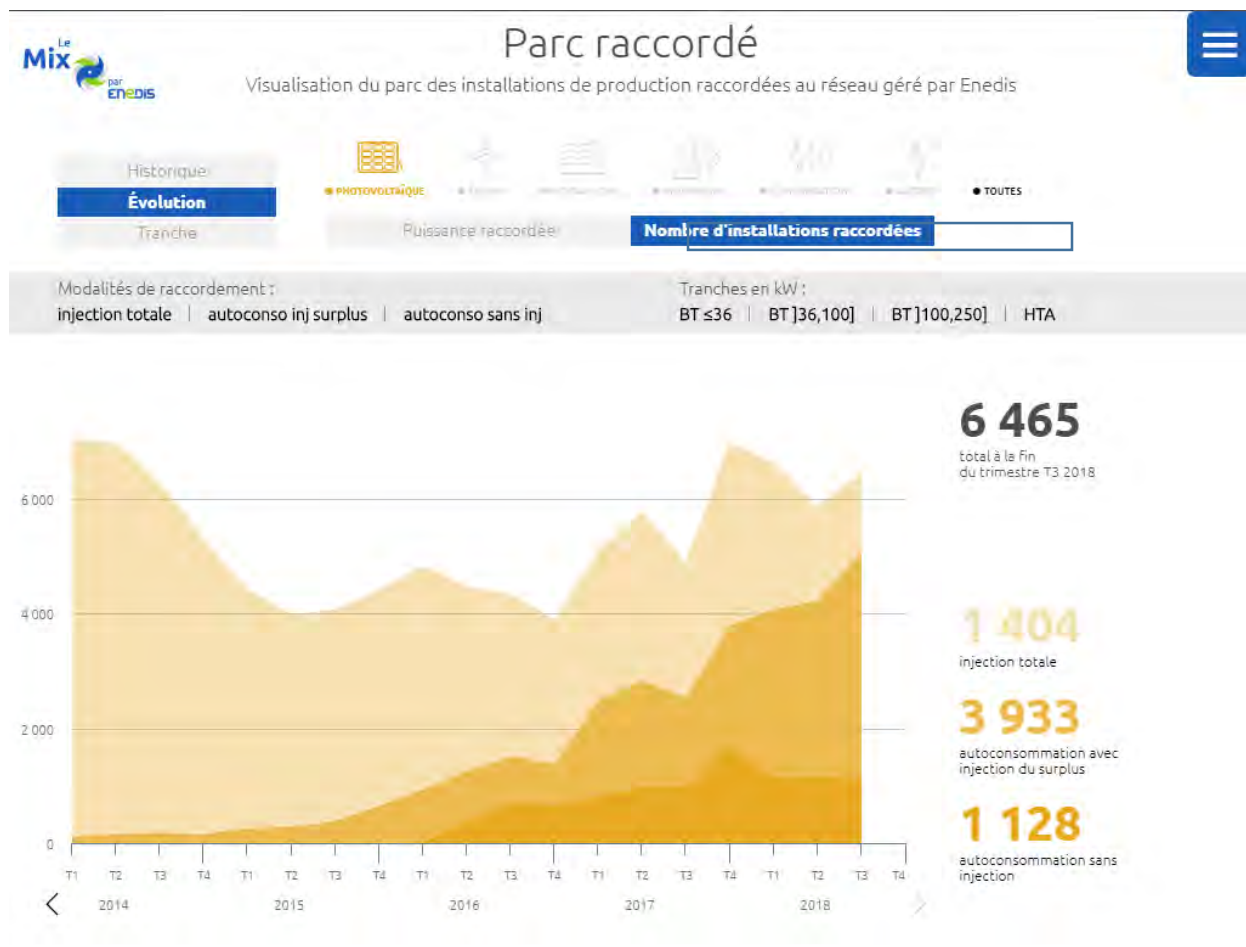 Le
Mix
par
ENEDIS
Parc raccordé
Visualisation du parc des installations de production raccordées au réseau géré par Enedis
Historique
Évolution
Tranche
PHOTOVOLTAÏQUE
TOUTES
Puissance raccordée
Nombre d'installations raccordées
Modalités de raccordement :
injection totale | autoconso inj surplus | autoconso sans inj
Tranches en kW :
BT ≤36 | BT ]36,100] | BT ]100,250] | HTA
6 465
total à la fin
du trimestre T3 2018
6 000
4 000
2 000
0
1 404
injection totale
3 933
autoconsommation avec
injection du surplus
1 128
autoconsommation sans
injection
T1 T2 T3 T4 T1 T2 T3 T4 T1 T2 T3 T4 T1 T2 T3 T4 T1 T2 T3 T4
2014 2015 2016 2017 2018